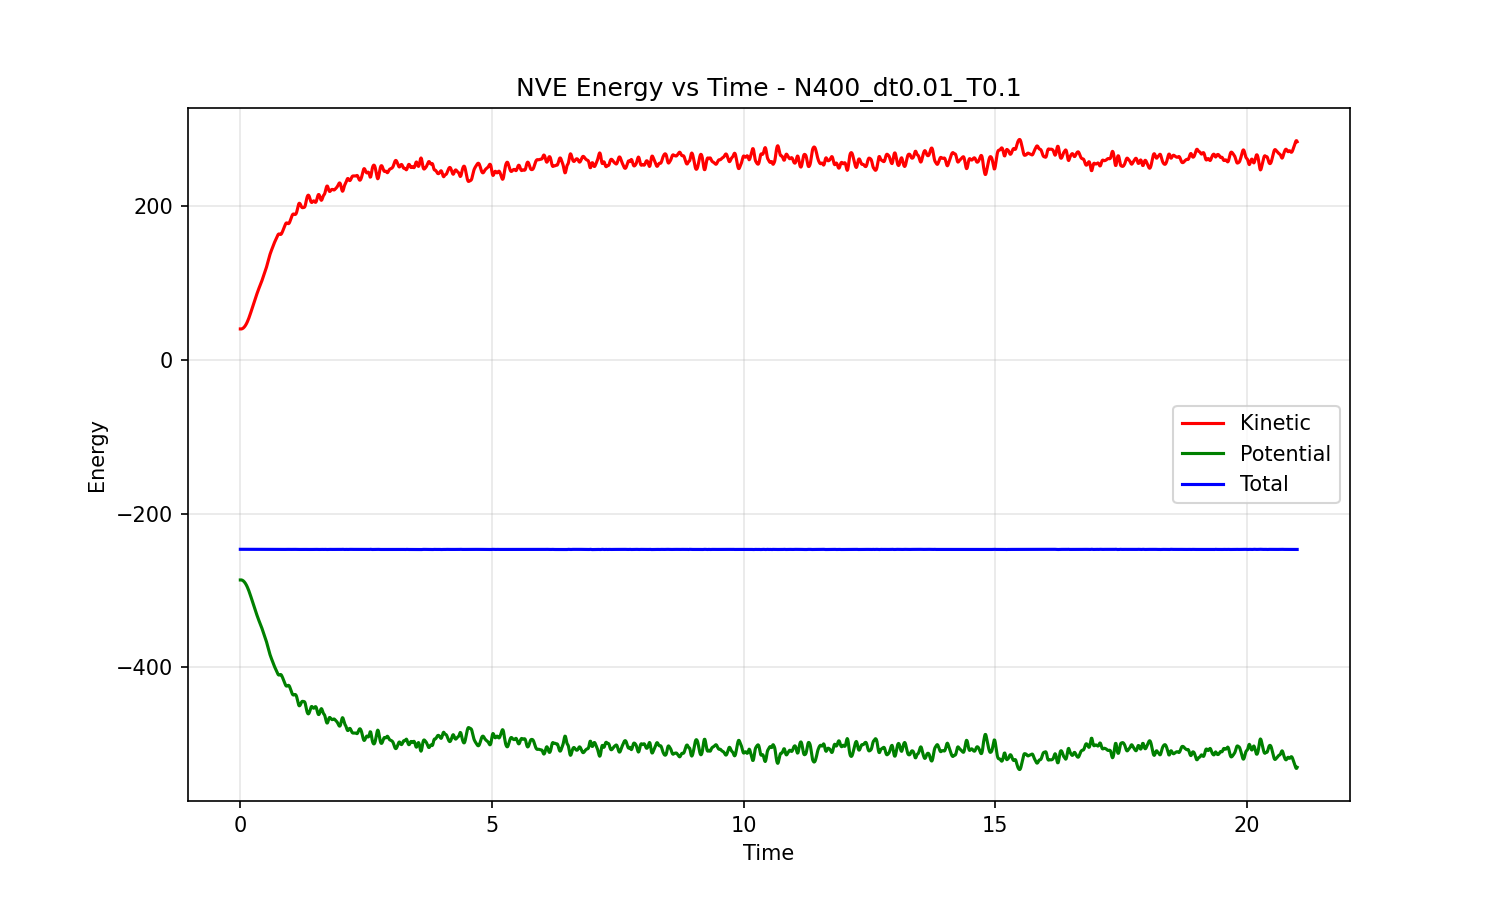 NVE Energy vs Time - N400_dt0.01_T0.1
Energy
200
0
−200
−400
Kinetic
Potential
Total
0
5
10
15
20
Time